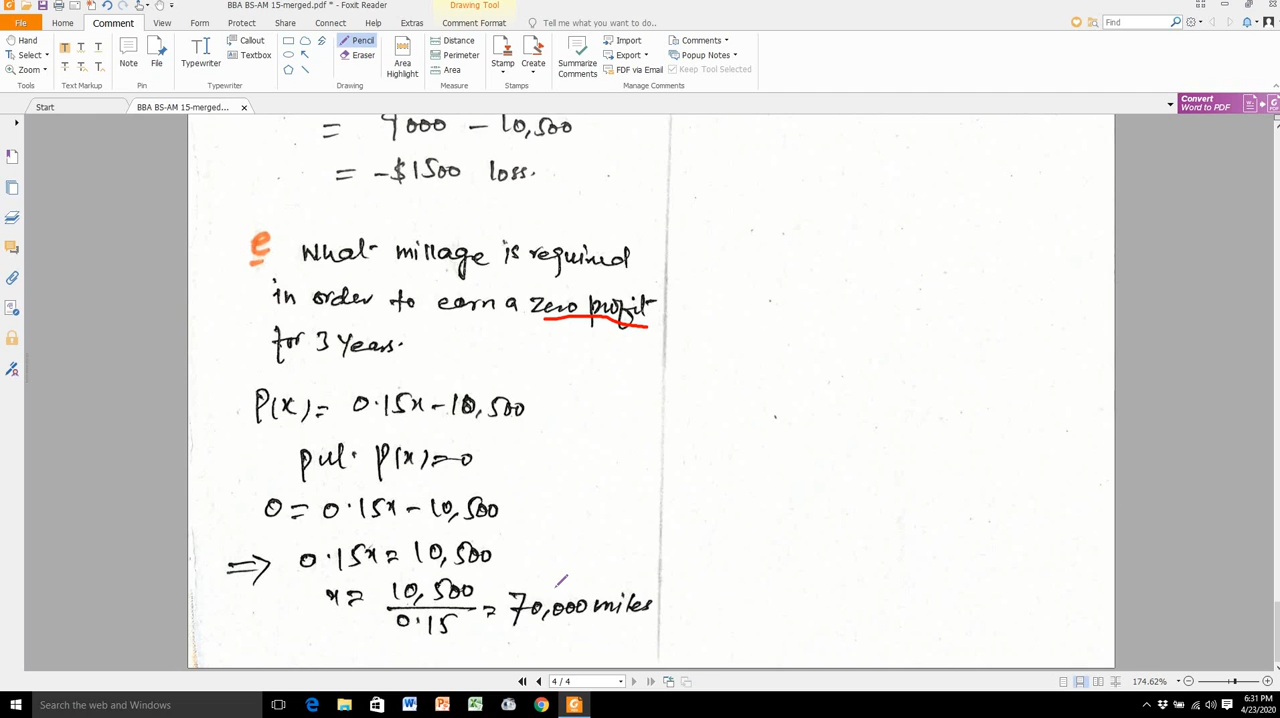 BBA BS-AM 15-merged.pdf * - Foxit Reader
Drawing Tool
File Home Comment View Form Protect Share Connect Help Extras Comment Format Tell me what you want to do... Find
Hand
Select
Zoom
Tools
T T T
T T T
Text Markup
Note
File
Pin
Typewriter
Callout
Textbox
Typewriter
Pencil
Eraser
Drawing
Area Highlight
Distance
Perimeter
Area
Measure
Stamp
Create
Stamps
Summarize Comments
Import
Export
FDF via Email
Comments
Popup Notes
Keep Tool Selected
Manage Comments
Start
BBA BS-AM 15-merged....
Convert
Word to PDF
= 9000 - 10,500
= -$1500 loss.
e What millage is required
in order to earn a zero profit
for 3 Years.
P(x) = 0.15x - 10,500
put P(x) = 0
0 = 0.15x - 10,500
⇒ 0.15x = 10,500
x = 10,500 / 0.15 = 70,000 miles
4 / 4
174.62%
Search the web and Windows
6:31 PM
4/23/2020